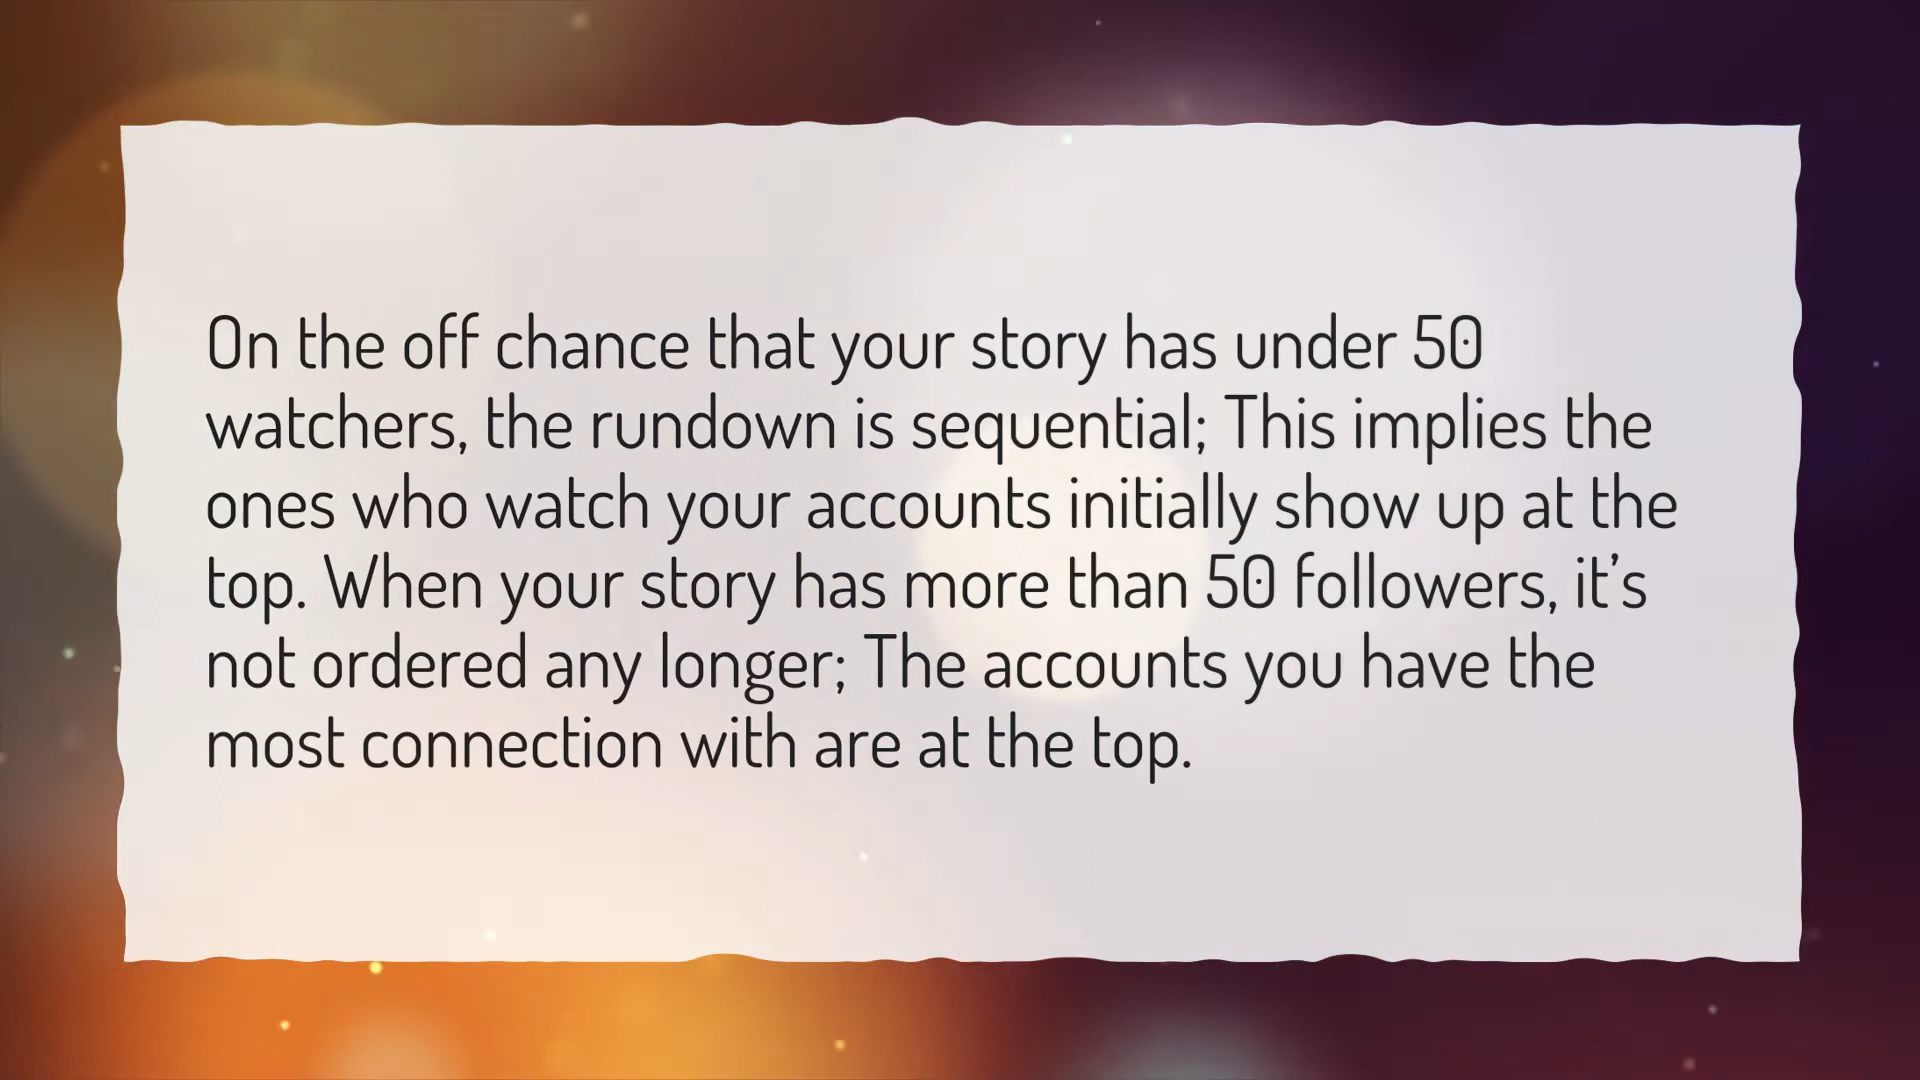 On the off chance that your story has under 50
watchers, the rundown is sequential; This implies the
ones who watch your accounts initially show up at the
top. When your story has more than 50 followers, it’s
not ordered any longer; The accounts you have the
most connection with are at the top.